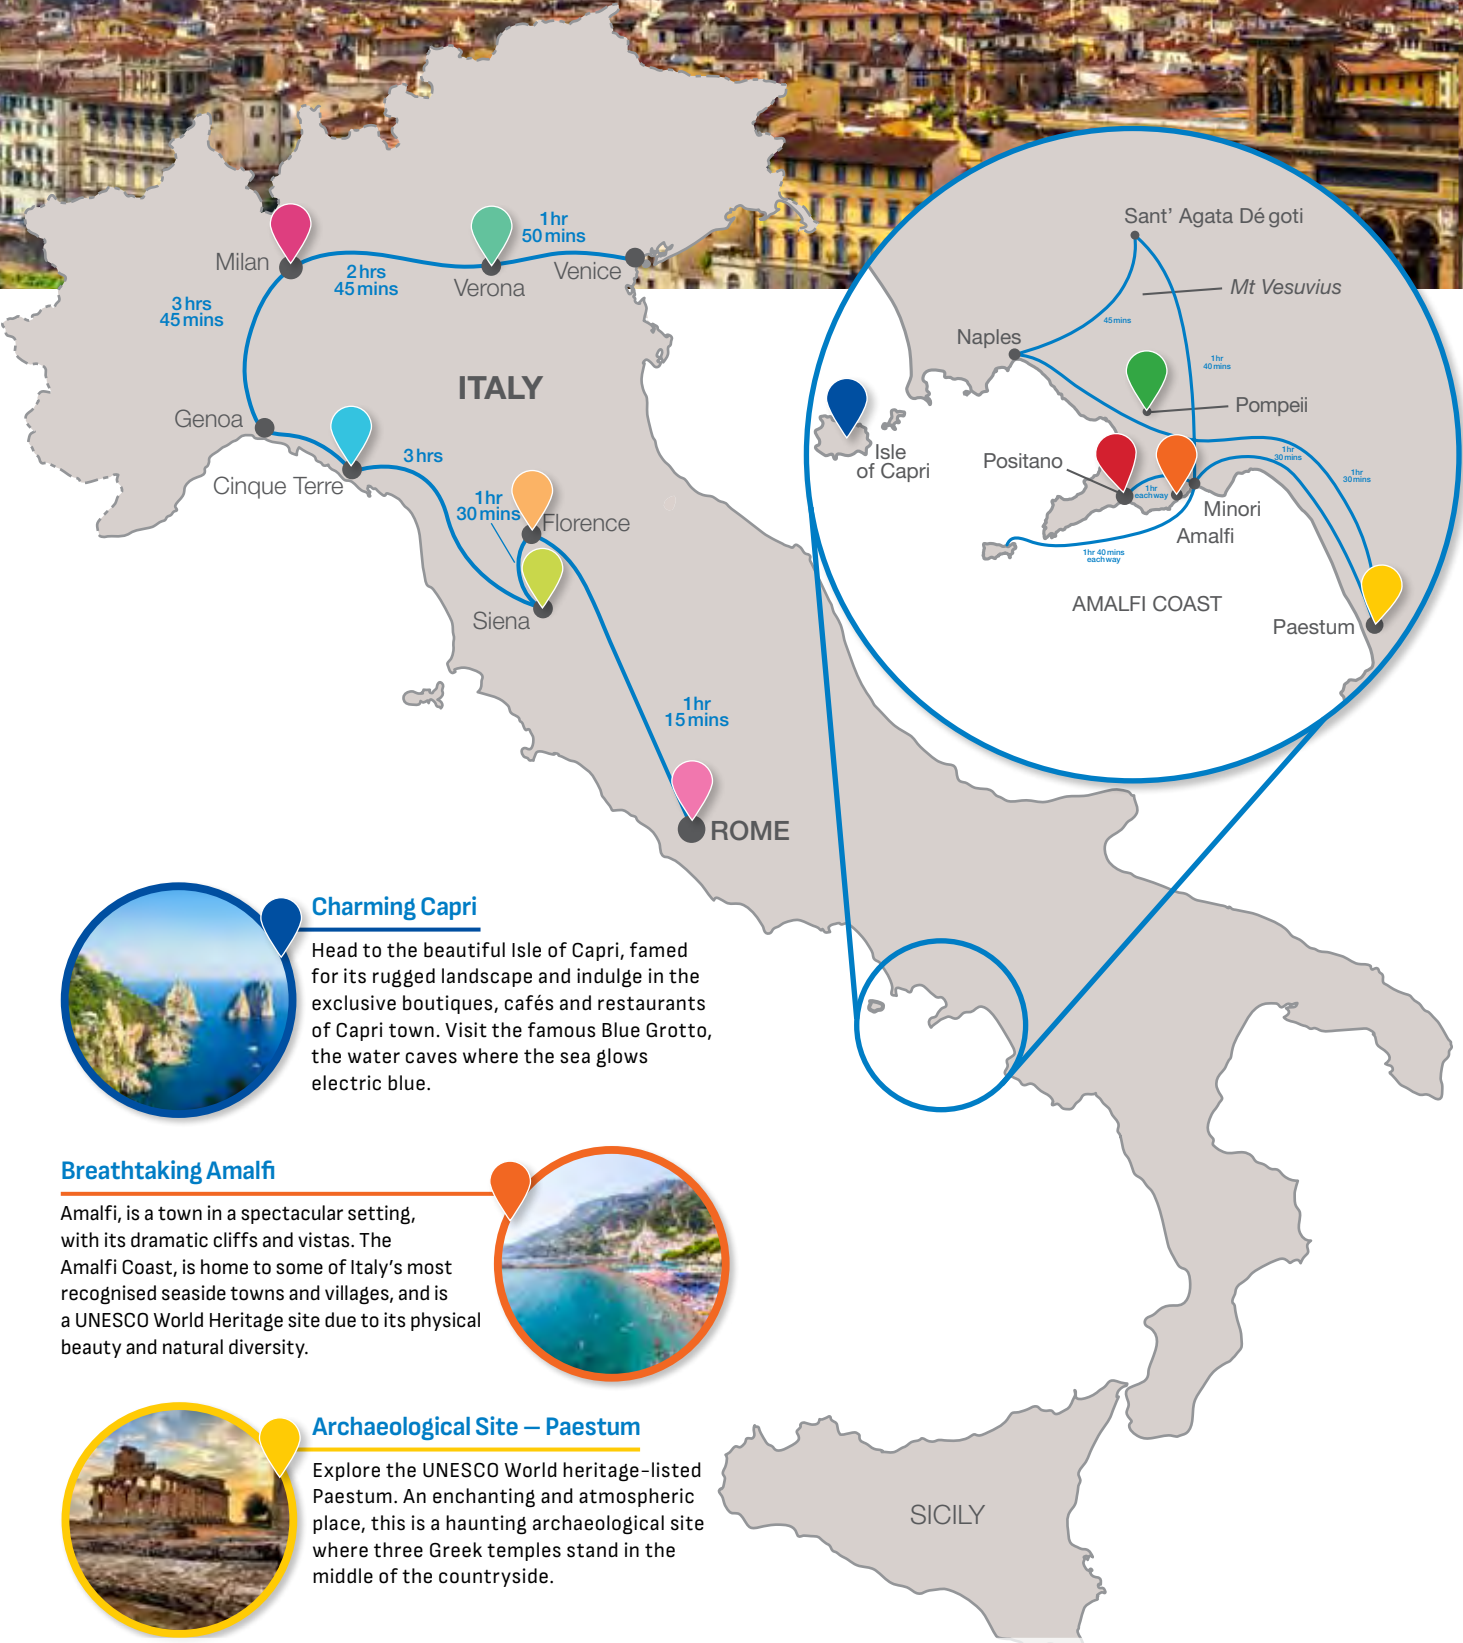 1 hr
50 mins
Milan
2 hrs
45 mins
Verona
Venice
3 hrs
45 mins
ITALY
Genoa
Cinque Terre
3 hrs
1 hr
30 mins
Florence
Siena
1 hr
15 mins
ROME
Sant’ Agata Dé goti
Mt Vesuvius
45 mins
Naples
1 hr
40 mins
Pompeii
Isle
of Capri
Positano
1 hr
each way
1 hr
30 mins
1 hr
30 mins
Minori
Amalfi
1hr 40 mins
each way
AMALFI COAST
Paestum
Charming Capri
Head to the beautiful Isle of Capri, famed
for its rugged landscape and indulge in the
exclusive boutiques, cafés and restaurants
of Capri town. Visit the famous Blue Grotto,
the water caves where the sea glows
electric blue.
Breathtaking Amalfi
Amalfi, is a town in a spectacular setting,
with its dramatic cliffs and vistas. The
Amalfi Coast, is home to some of Italy’s most
recognised seaside towns and villages, and is
a UNESCO World Heritage site due to its physical
beauty and natural diversity.
Archaeological Site – Paestum
Explore the UNESCO World heritage-listed
Paestum. An enchanting and atmospheric
place, this is a haunting archaeological site
where three Greek temples stand in the
middle of the countryside.
SICILY